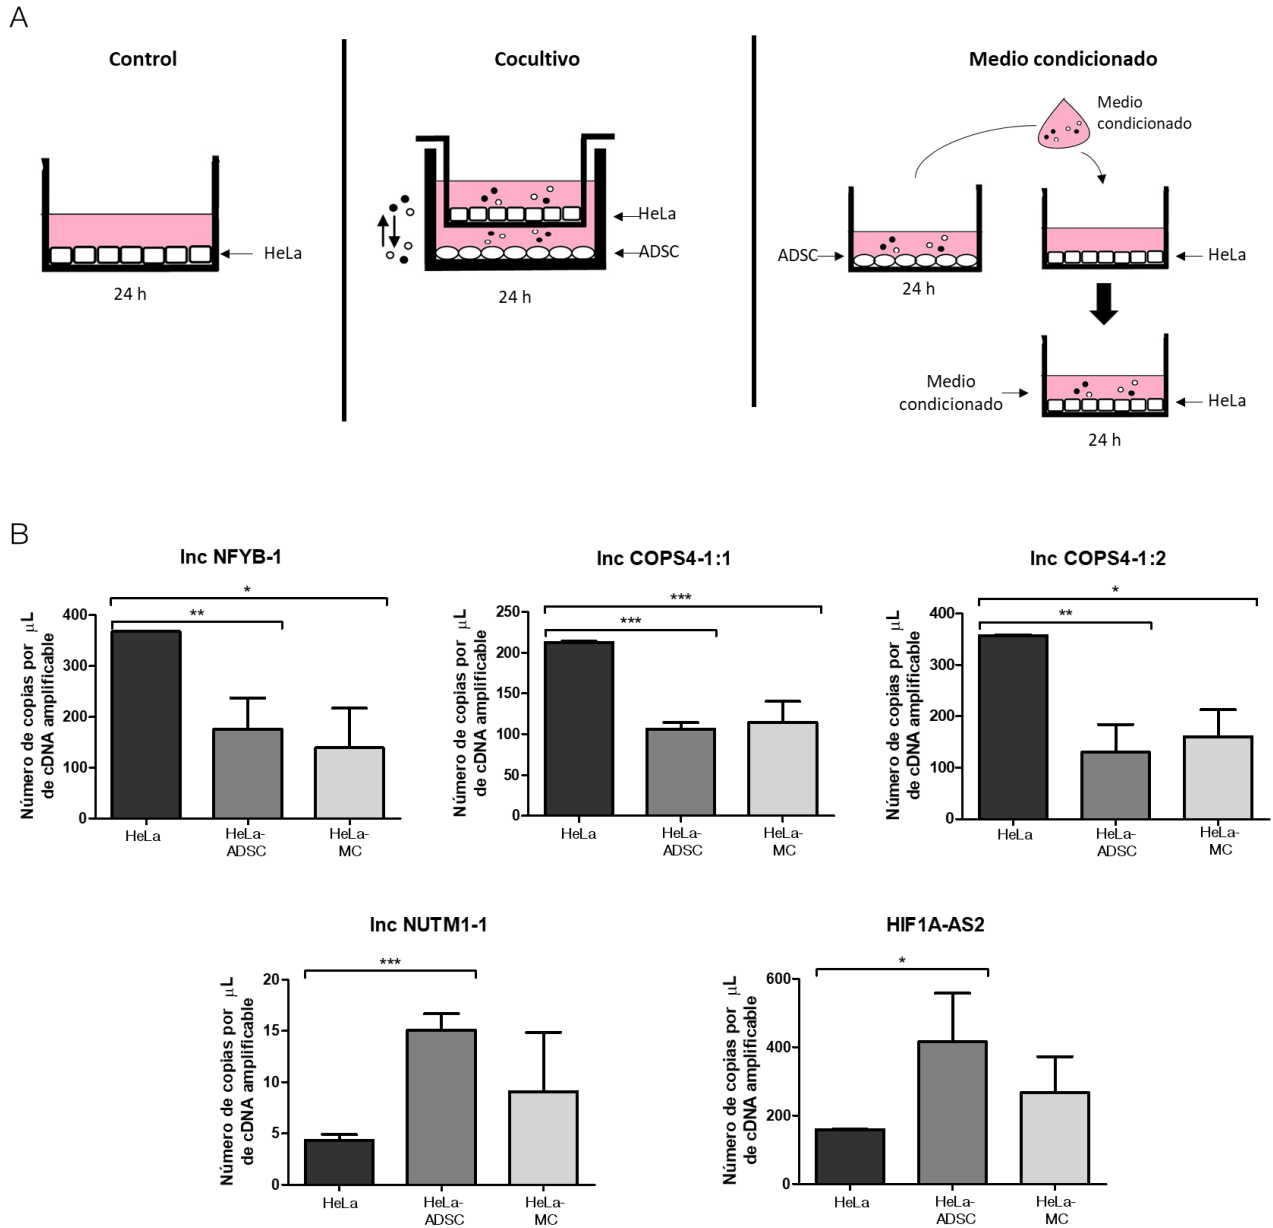 A
Control
HeLa
24 h
Cocultivo
HeLa
ADSC
24 h
Medio condicionado
Medio
condicionado
ADSC
24 h
HeLa
Medio
condicionado
HeLa
24 h
B
lnc NFYB-1
*
**
Número de copias por μL
de cDNA amplificable
400
300
200
100
0
HeLa
HeLa-
ADSC
HeLa-
MC
lnc COPS4-1:1
***
***
Número de copias por μL
de cDNA amplificable
250
200
150
100
50
0
HeLa
HeLa-
ADSC
HeLa-
MC
lnc COPS4-1:2
*
**
Número de copias por μL
de cDNA amplificable
400
300
200
100
0
HeLa
HeLa-
ADSC
HeLa-
MC
lnc NUTM1-1
***
Número de copias por μL
de cDNA amplificable
20
15
10
5
0
HeLa
HeLa-
ADSC
HeLa-
MC
HIF1A-AS2
*
Número de copias por μL
de cDNA amplificable
600
400
200
0
HeLa
HeLa-
ADSC
HeLa-
MC